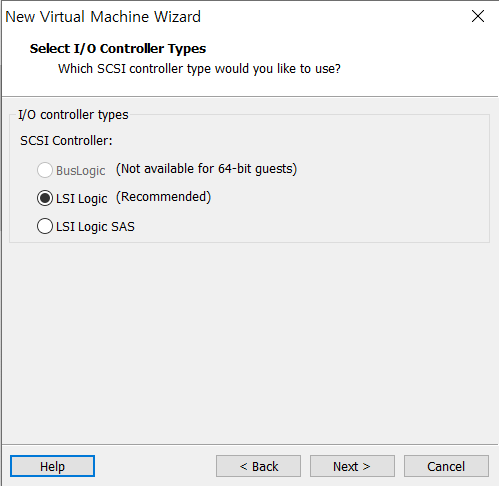 New Virtual Machine Wizard
Select I/O Controller Types
Which SCSI controller type would you like to use?
I/O controller types
SCSI Controller:
BusLogic (Not available for 64-bit guests)
LSI Logic (Recommended)
LSI Logic SAS
Help < Back Next > Cancel